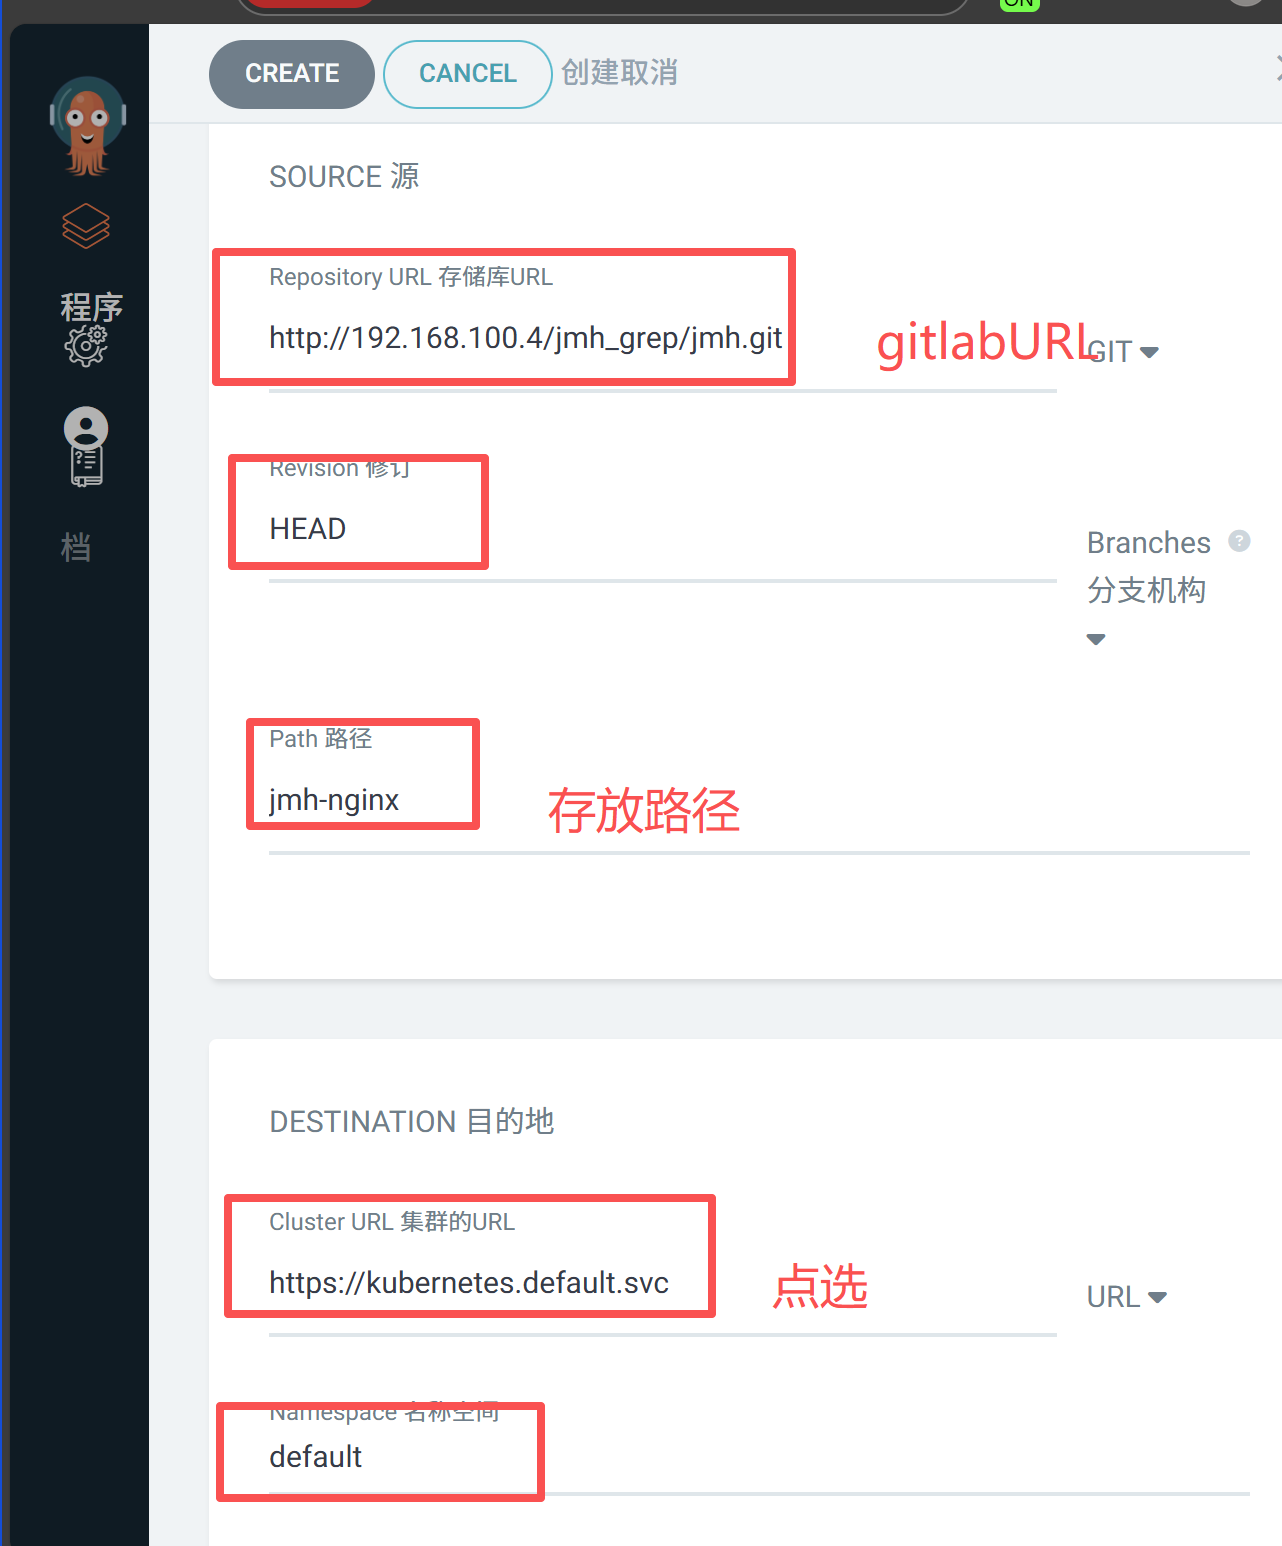 ON
CREATE CANCEL 创建取消
SOURCE 源
程序
档
Repository URL 存储库URL
http://192.168.100.4/jmh_grep/jmh.git
gitlabURL
GIT
Revision 修订
HEAD
Branches
分支机构
Path 路径
jmh-nginx
存放路径
DESTINATION 目的地
Cluster URL 集群的URL
https://kubernetes.default.svc
点选
URL
Namespace 名称空间
default